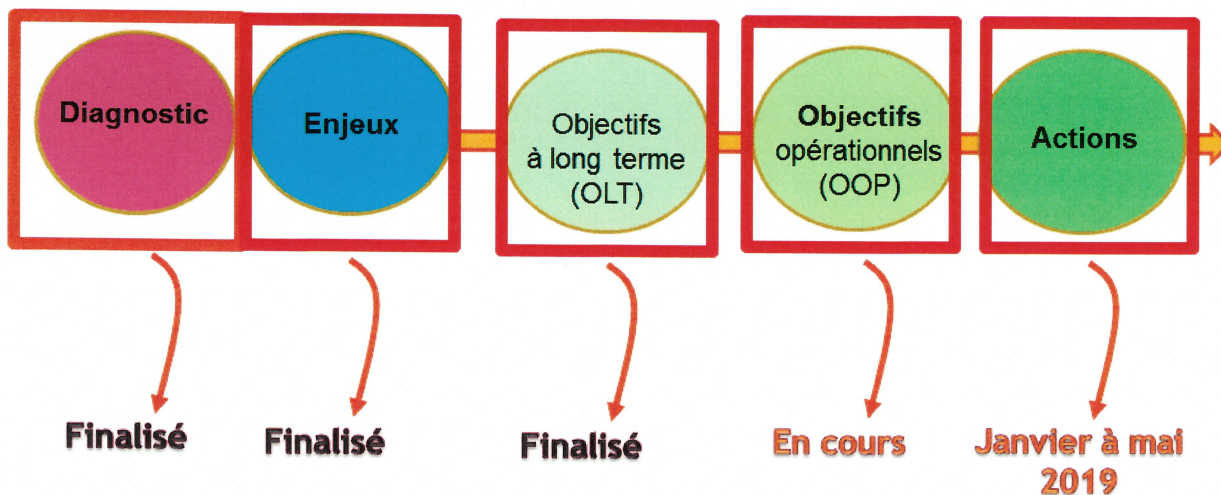 Diagnostic
Enjeux
Objectifs
à long terme
(OLT)
Objectifs
opérationnels
(OOP)
Actions
Finalisé
Finalisé
Finalisé
En cours
Janvier à mai
2019